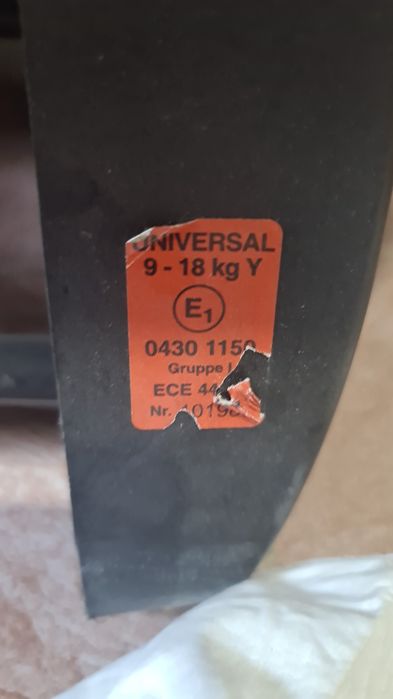 UNIVERSAL
9 - 18 kg Y
E1
0430 1150
Gruppe I
ECE 44
Nr.